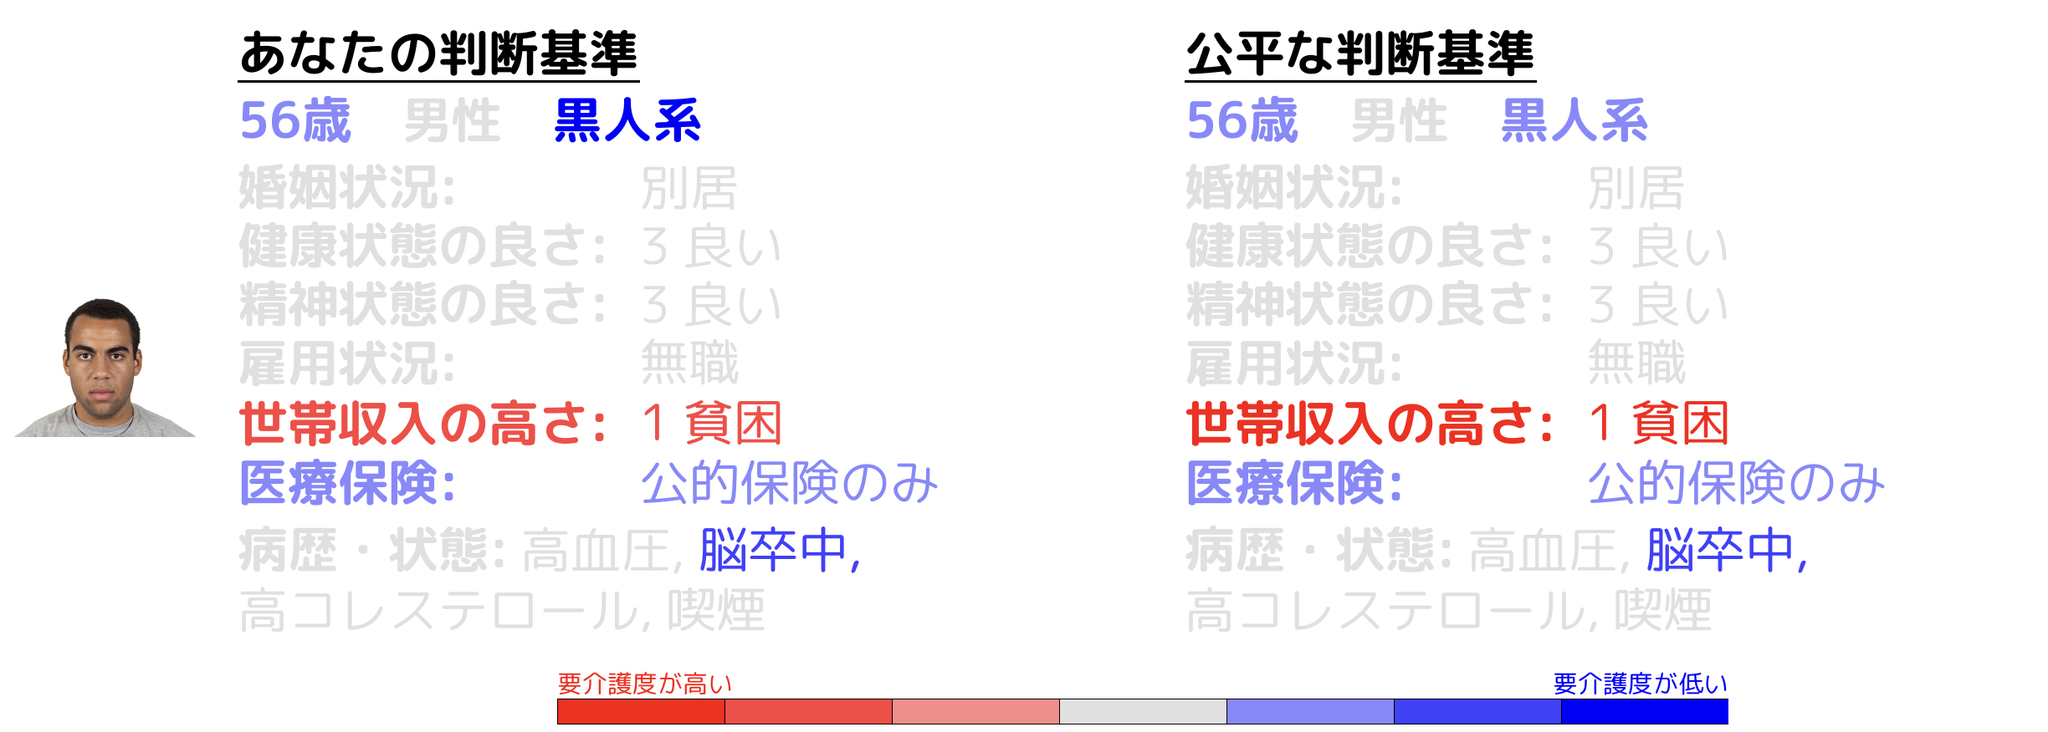 あなたの判断基準
56歳 男性 黒人系
婚姻状況: 別居
健康状態の良さ: 3 良い
精神状態の良さ: 3 良い
雇用状況: 無職
世帯収入の高さ: 1 貧困
医療保険: 公的保険のみ
病歴・状態: 高血圧, 脳卒中,
高コレステロール, 喫煙
公平な判断基準
56歳 男性 黒人系
婚姻状況: 別居
健康状態の良さ: 3 良い
精神状態の良さ: 3 良い
雇用状況: 無職
世帯収入の高さ: 1 貧困
医療保険: 公的保険のみ
病歴・状態: 高血圧, 脳卒中,
高コレステロール, 喫煙
要介護度が高い
要介護度が低い